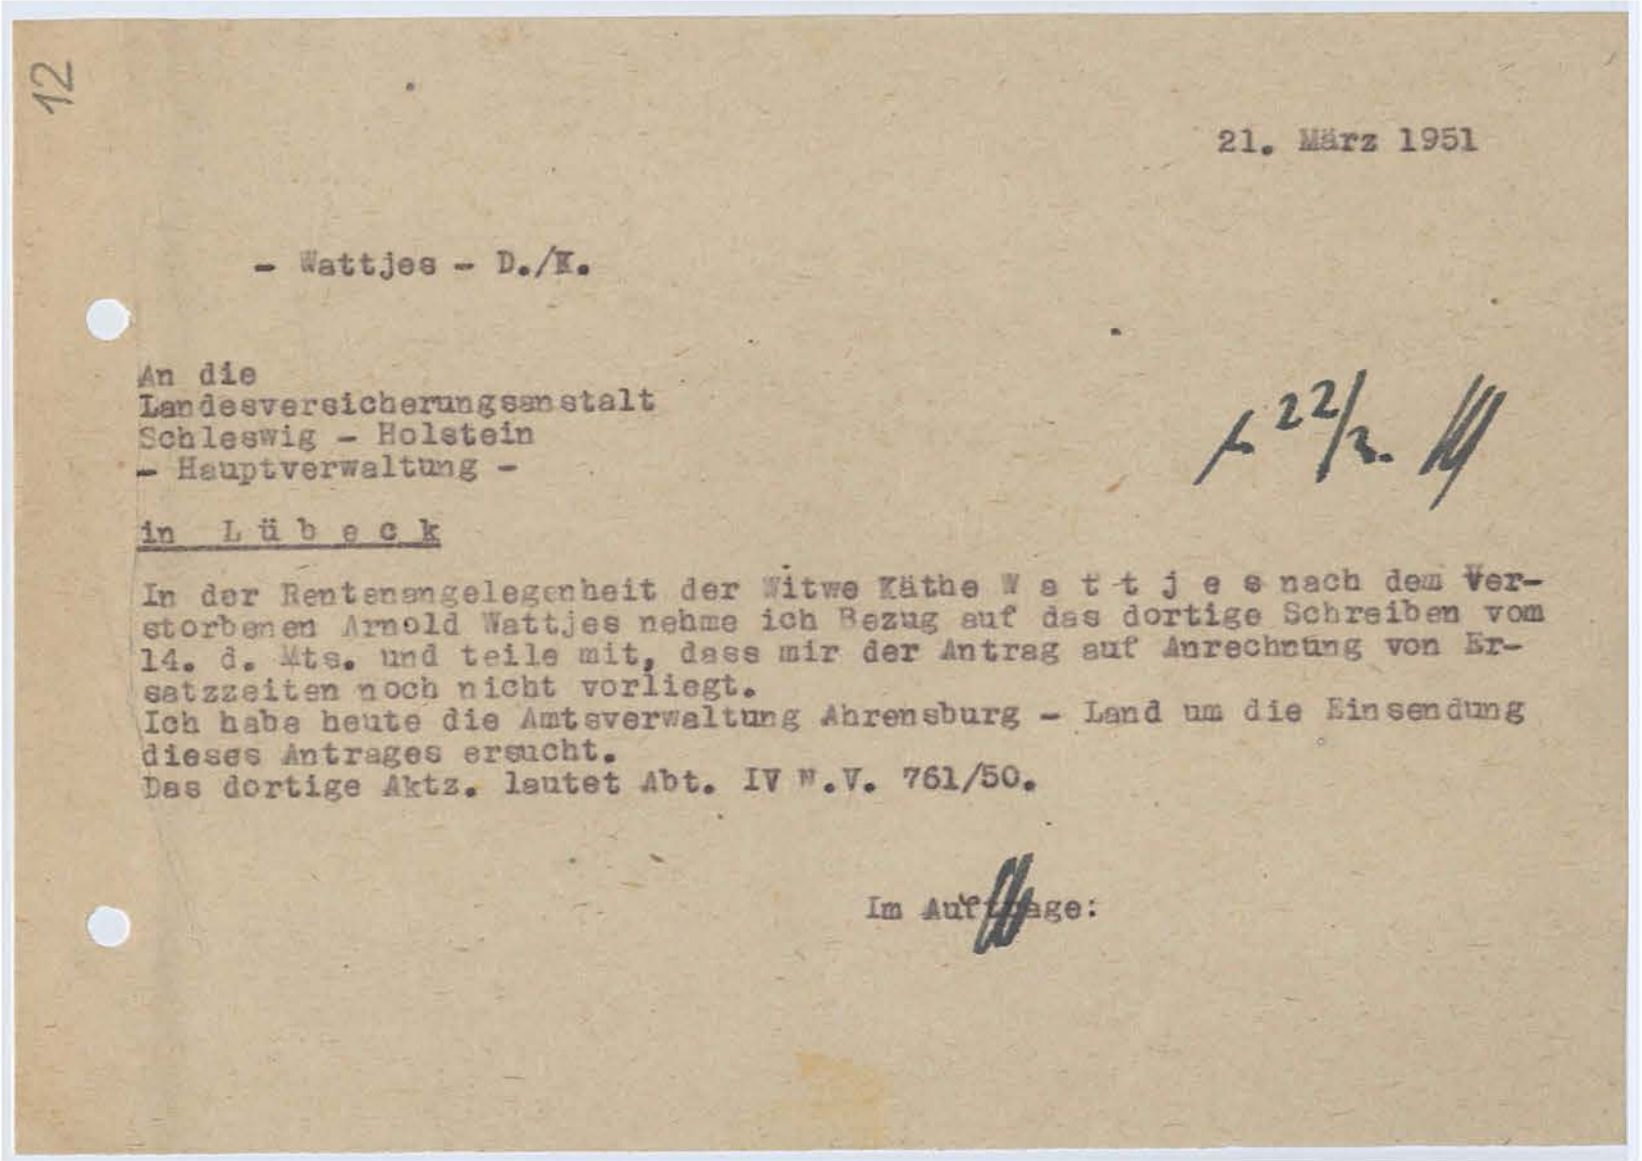 12
21. März 1951
- Wattjes - D./K.
An die
Landesversicherungsanstalt
Schleswig - Holstein
- Hauptverwaltung -
22/3.
in L ü b e c k
In der Rentenangelegenheit der Witwe Käthe W a t t j e s nach dem Ver-
storbenen Arnold Wattjes nehme ich Bezug auf das dortige Schreiben vom
14. d. Mts. und teile mit, dass mir der Antrag auf Anrechnung von Er-
satzzeiten noch nicht vorliegt.
Ich habe heute die Amtsverwaltung Ahrensburg - Land um die Einsendung
dieses Antrages ersucht.
Das dortige Aktz. lautet Abt. IV W.V. 761/50.
Im Auftrage: